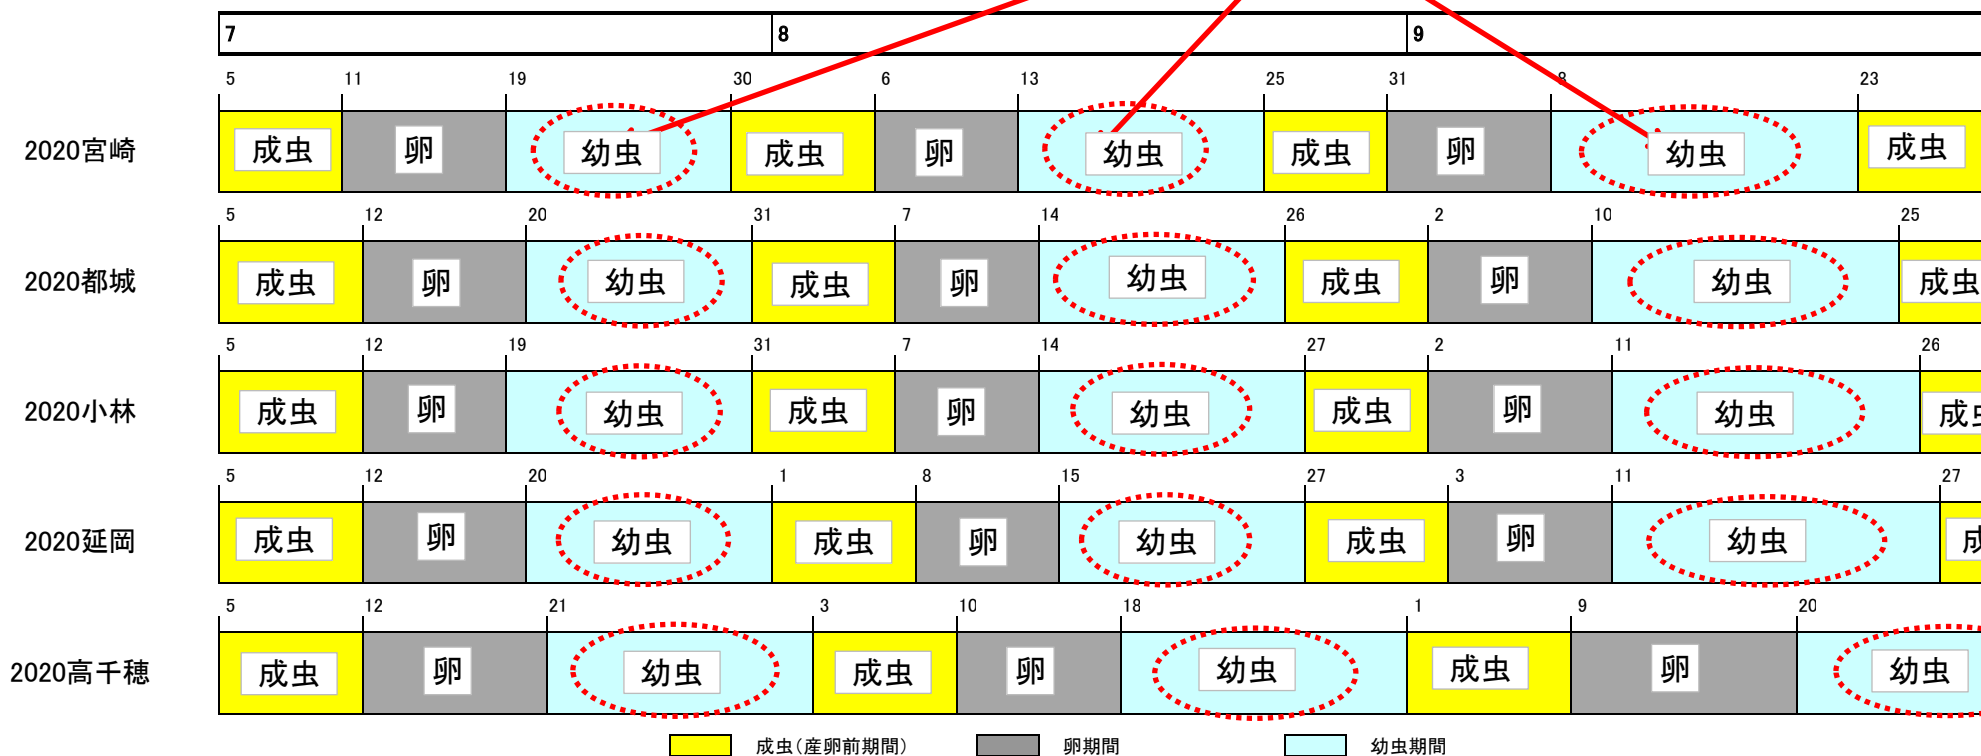 7 8 9
5 11 19 30 6 13 25 31 8 23
2020宮崎 成虫 卵 幼虫 成虫 卵 幼虫 成虫 卵 幼虫 成虫
5 12 20 31 7 14 26 2 10 25
2020都城 成虫 卵 幼虫 成虫 卵 幼虫 成虫 卵 幼虫 成虫
5 12 19 31 7 14 27 2 11 26
2020小林 成虫 卵 幼虫 成虫 卵 幼虫 成虫 卵 幼虫 成虫
5 12 20 1 8 15 27 3 11 27
2020延岡 成虫 卵 幼虫 成虫 卵 幼虫 成虫 卵 幼虫 成
5 12 21 3 10 18 1 9 20
2020高千穂 成虫 卵 幼虫 成虫 卵 幼虫 成虫 卵 幼虫
成虫（産卵前期間） 卵期間 幼虫期間